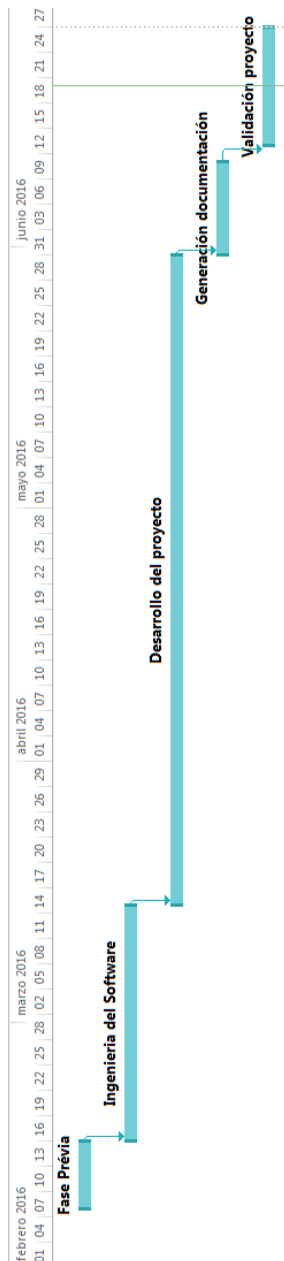 febrero 2016 marzo 2016 abril 2016 mayo 2016 junio 2016
01 04 07 10 13 16 19 22 25 28 02 05 08 11 14 17 20 23 26 29 01 04 07 10 13 16 19 22 25 28 01 04 07 10 13 16 19 22 25 28 31 03 06 09 12 15 18 21 24 27
Fase Prévia
Ingenieria del Software
Desarrollo del proyecto
Generación documentación
Validación proyecto